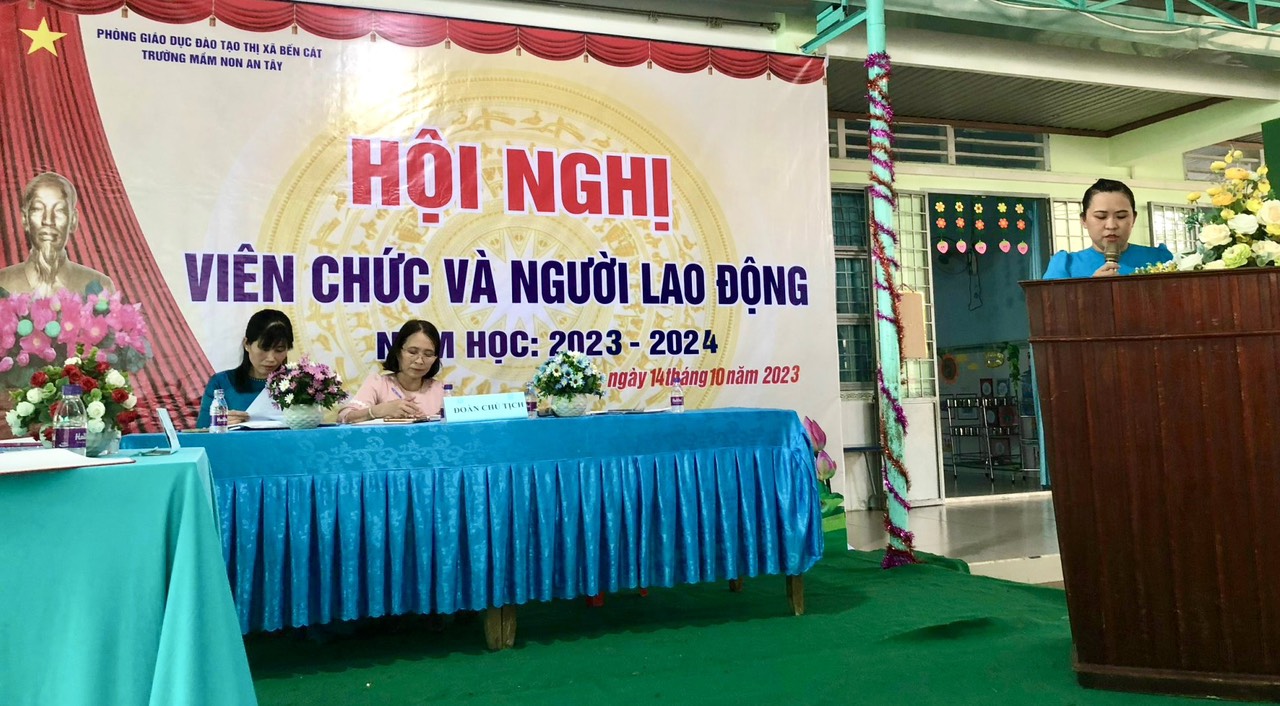 PHÒNG GIÁO DỤC ĐÀO TẠO THỊ XÃ BẾN CÁT
TRƯỜNG MẦM NON AN TÂY
HỘI NGHỊ
VIÊN CHỨC VÀ NGƯỜI LAO ĐỘNG
NĂM HỌC: 2023 - 2024
ngày 14 tháng 10 năm 2023
ĐOÀN CHỦ TỊCH